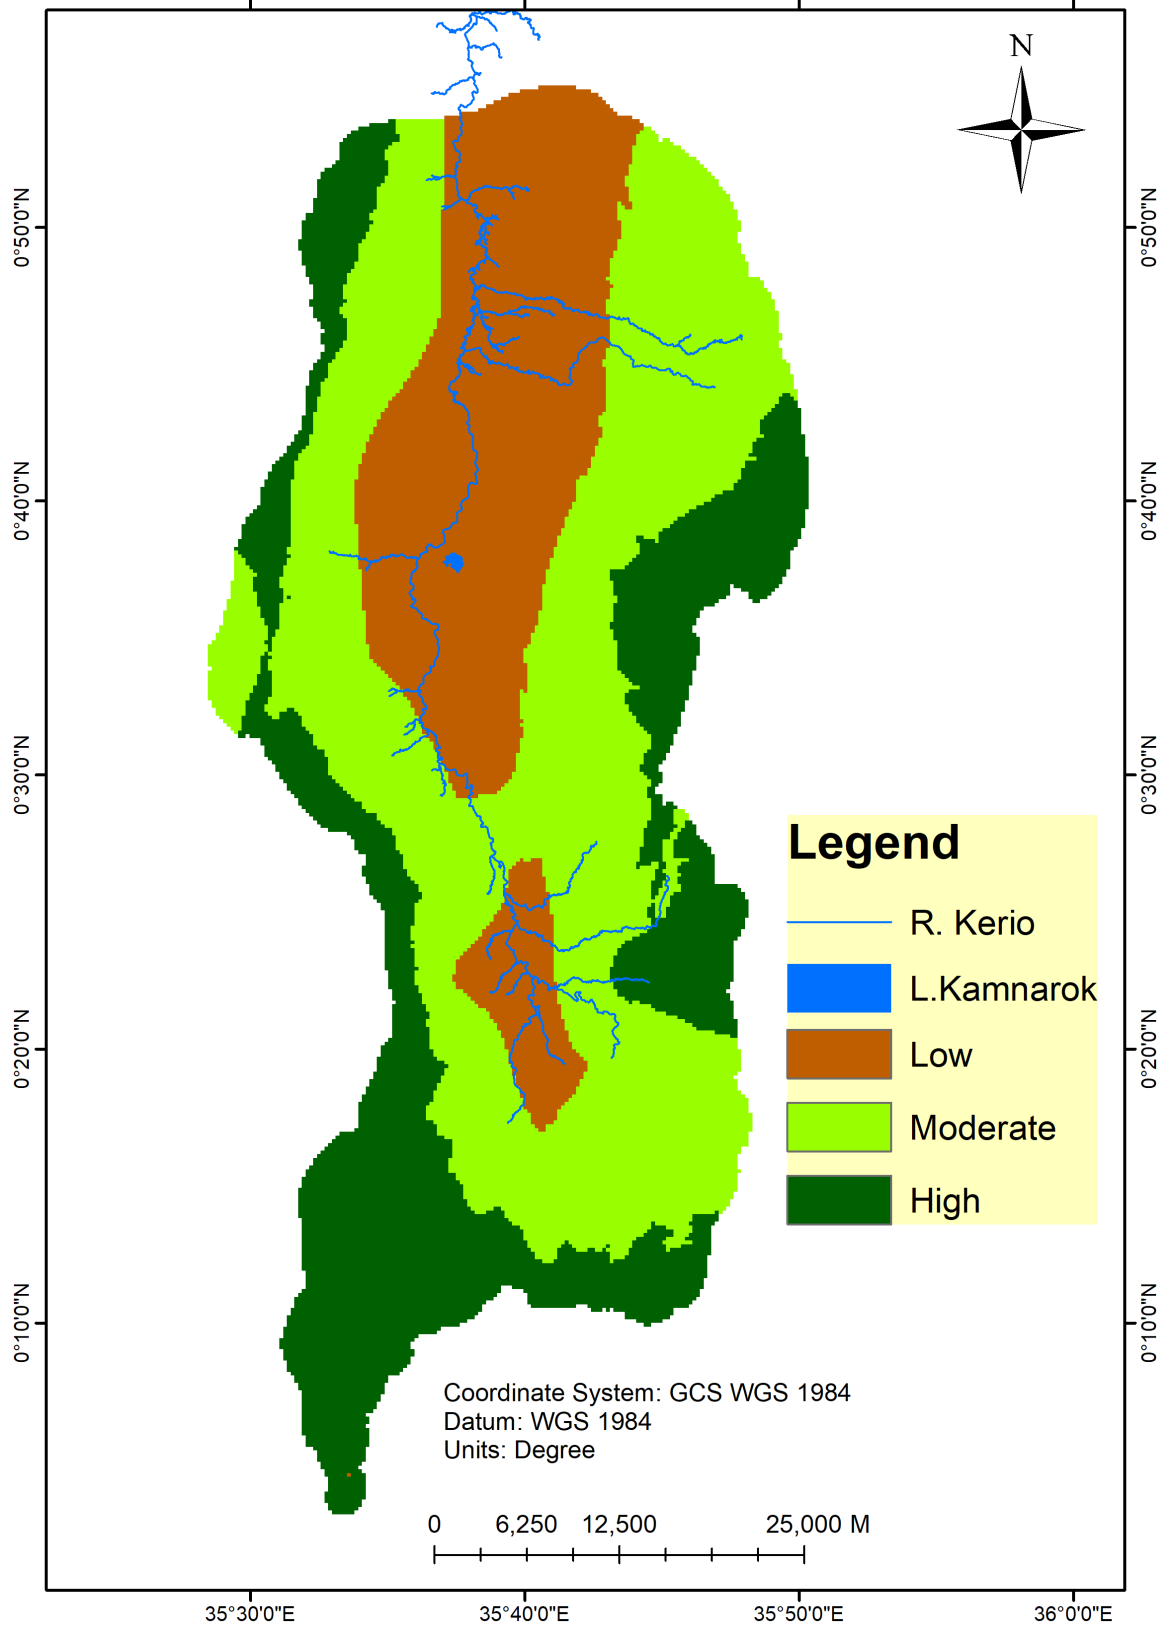 N
0°50'0"N
0°50'0"N
0°40'0"N
0°40'0"N
0°30'0"N
0°30'0"N
Legend
R. Kerio
L.Kamnarok
Low
Moderate
High
0°20'0"N
0°20'0"N
0°10'0"N
0°10'0"N
Coordinate System: GCS WGS 1984
Datum: WGS 1984
Units: Degree
0 6,250 12,500 25,000 M
35°30'0"E 35°40'0"E 35°50'0"E 36°0'0"E